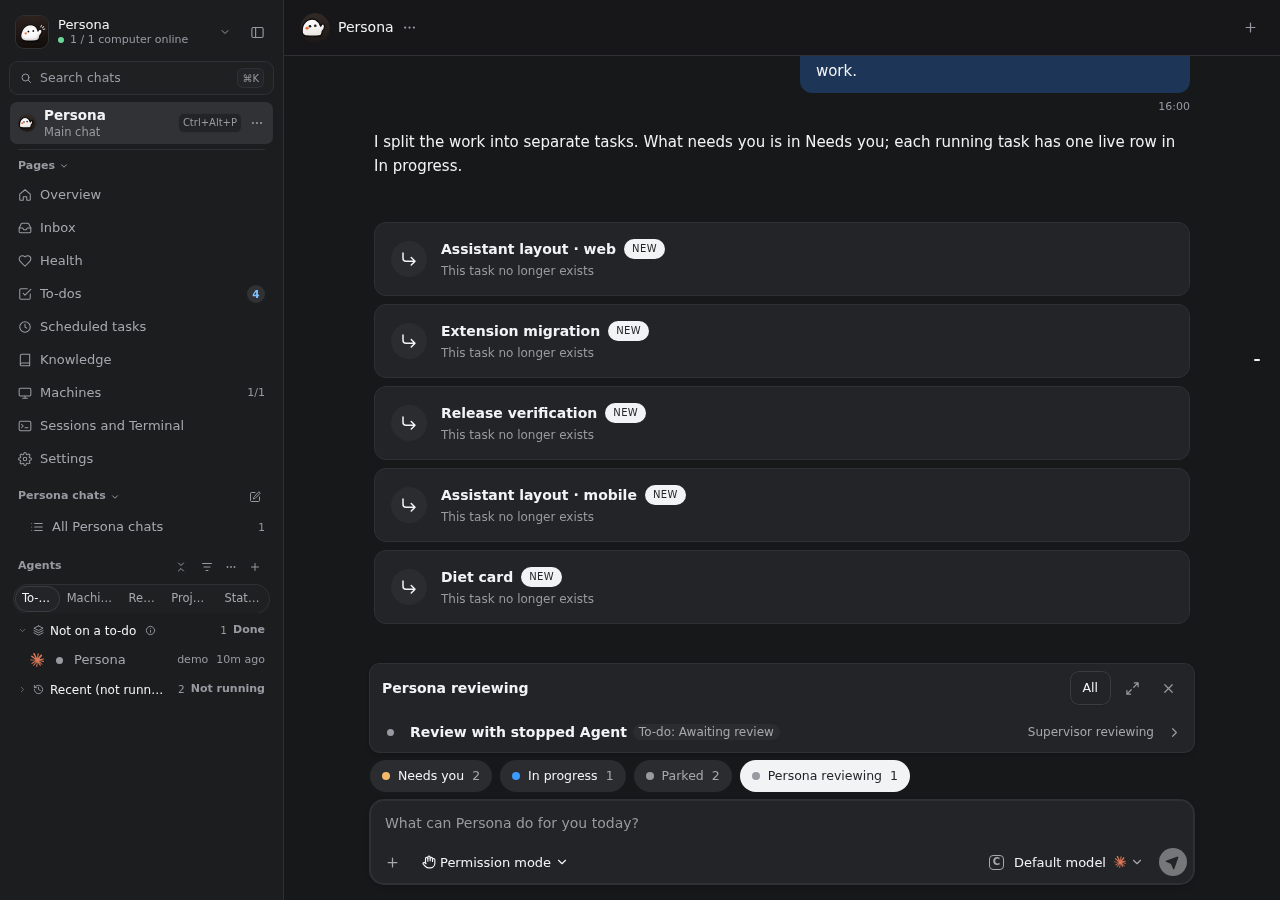 Persona
1 / 1 computer online
Search chats
⌘K
Persona
Main chat
Ctrl+Alt+P
Pages
Overview
Inbox
Health
To-dos
4
Scheduled tasks
Knowledge
Machines
1/1
Sessions and Terminal
Settings
Persona chats
All Persona chats
1
Agents
To-...
Machi...
Re...
Proj...
Stat...
Not on a to-do
1 Done
Persona
demo 10m ago
Recent (not runn...
2 Not running
Persona
work.
16:00
I split the work into separate tasks. What needs you is in Needs you; each running task has one live row in
In progress.
Assistant layout · web NEW
This task no longer exists
Extension migration NEW
This task no longer exists
Release verification NEW
This task no longer exists
Assistant layout · mobile NEW
This task no longer exists
Diet card NEW
This task no longer exists
Persona reviewing
All
Review with stopped Agent To-do: Awaiting review
Supervisor reviewing
Needs you 2
In progress 1
Parked 2
Persona reviewing 1
What can Persona do for you today?
Permission mode
C
Default model